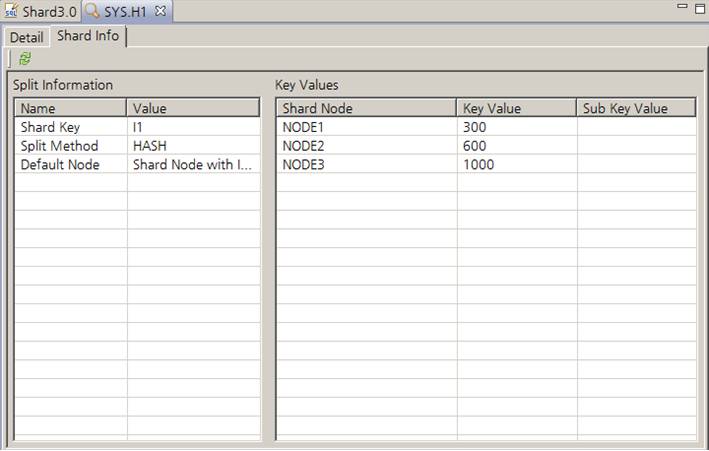 Shard3.0 SYS.H1
Detail Shard Info
Split Information
Name Value
Shard Key I1
Split Method HASH
Default Node Shard Node with I...
Key Values
Shard Node Key Value Sub Key Value
NODE1 300
NODE2 600
NODE3 1000